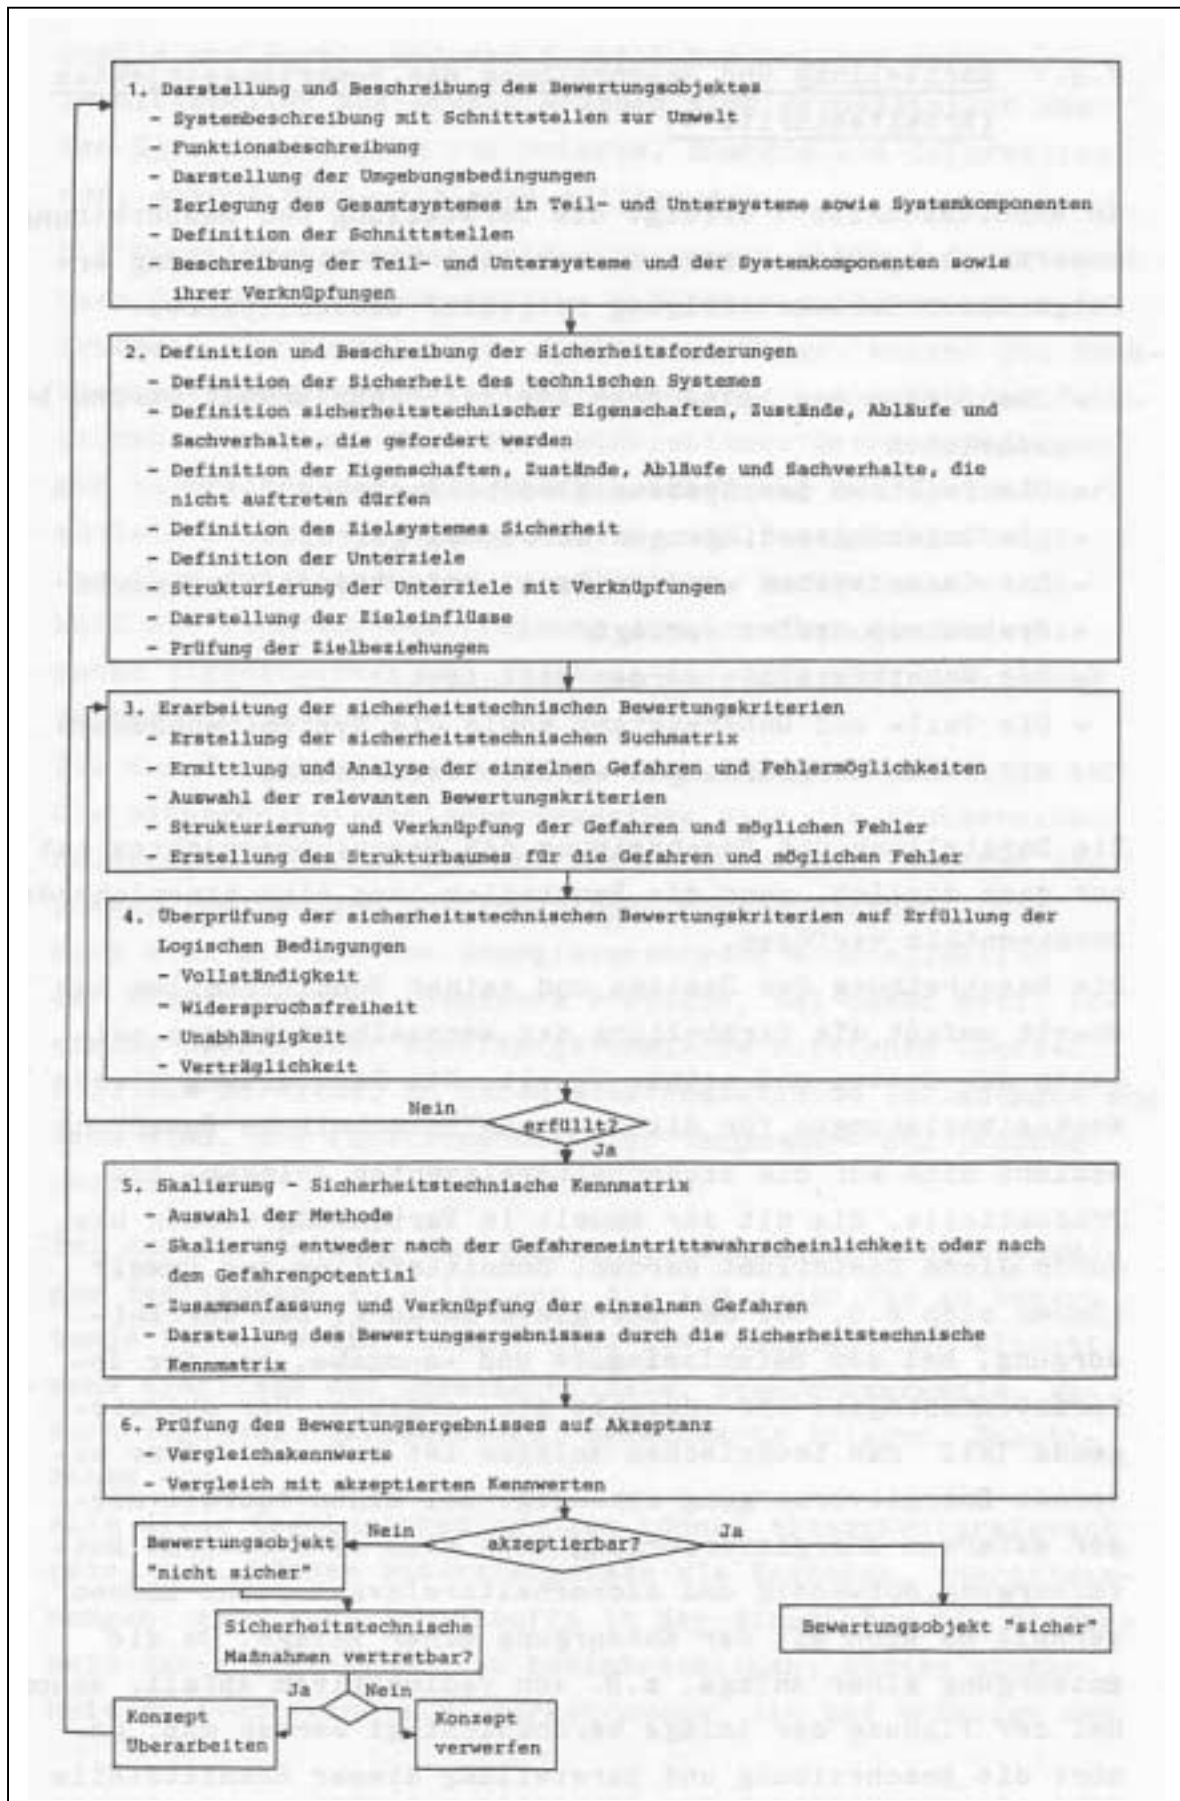 1. Darstellung und Beschreibung des Bewertungsobjektes
- Systembeschreibung mit Schnittstellen zur Umwelt
- Funktionsbeschreibung
- Darstellung der Umgebungsbedingungen
- Zerlegung des Gesamtsystemes in Teil- und Untersysteme sowie Systemkomponenten
- Definition der Schnittstellen
- Beschreibung der Teil- und Untersysteme und der Systemkomponenten sowie
ihrer Verknüpfungen
2. Definition und Beschreibung der Sicherheitsforderungen
- Definition der Sicherheit des technischen Systemes
- Definition sicherheitstechnischer Eigenschaften, Zustände, Abläufe und
Sachverhalte, die gefordert werden
- Definition der Eigenschaften, Zustände, Abläufe und Sachverhalte, die
nicht auftreten dürfen
- Definition des Zielsystemes Sicherheit
- Definition der Unterziele
- Strukturierung der Unterziele mit Verknüpfungen
- Darstellung der Zieleinflüsse
- Prüfung der Zielbeziehungen
3. Erarbeitung der sicherheitstechnischen Bewertungskriterien
- Erstellung der sicherheitstechnischen Suchmatrix
- Ermittlung und Analyse der einzelnen Gefahren und Fehlermöglichkeiten
- Auswahl der relevanten Bewertungskriterien
- Strukturierung und Verknüpfung der Gefahren und möglichen Fehler
- Erstellung des Strukturbaumes für die Gefahren und möglichen Fehler
4. Überprüfung der sicherheitstechnischen Bewertungskriterien auf Erfüllung der
Logischen Bedingungen
- Vollständigkeit
- Widerspruchsfreiheit
- Unabhängigkeit
- Verträglichkeit
Nein
erfüllt?
Ja
5. Skalierung - Sicherheitstechnische Kennmatrix
- Auswahl der Methode
- Skalierung entweder nach der Gefahreneintrittswahrscheinlichkeit oder nach
dem Gefahrenpotential
- Zusammenfassung und Verknüpfung der einzelnen Gefahren
- Darstellung des Bewertungsergebnisses durch die Sicherheitstechnische
Kennmatrix
6. Prüfung des Bewertungsergebnisses auf Akzeptanz
- Vergleichskennwerte
- Vergleich mit akzeptierten Kennwerten
Nein
akzeptierbar?
Ja
Bewertungsobjekt
"nicht sicher"
Bewertungsobjekt "sicher"
Sicherheitstechnische
Maßnahmen vertretbar?
Ja
Nein
Konzept
Überarbeiten
Konzept
verwerfen